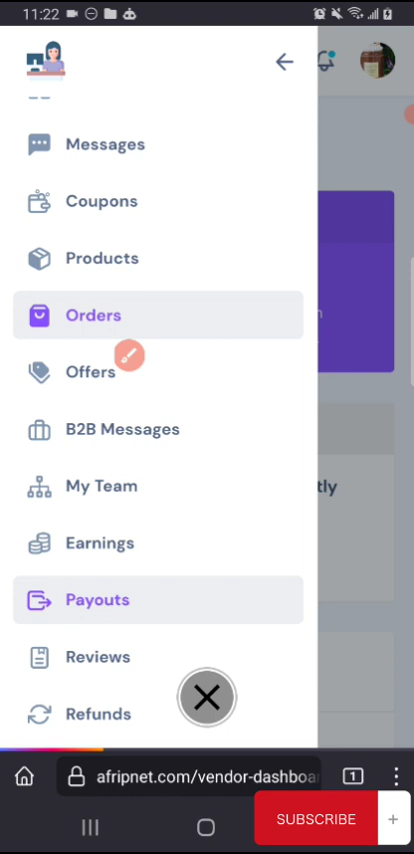 11:22
Messages
Coupons
Products
Orders
Offers
B2B Messages
My Team
tly
Earnings
Payouts
Reviews
Refunds
afripnet.com/vendor-dashboa
1
SUBSCRIBE +